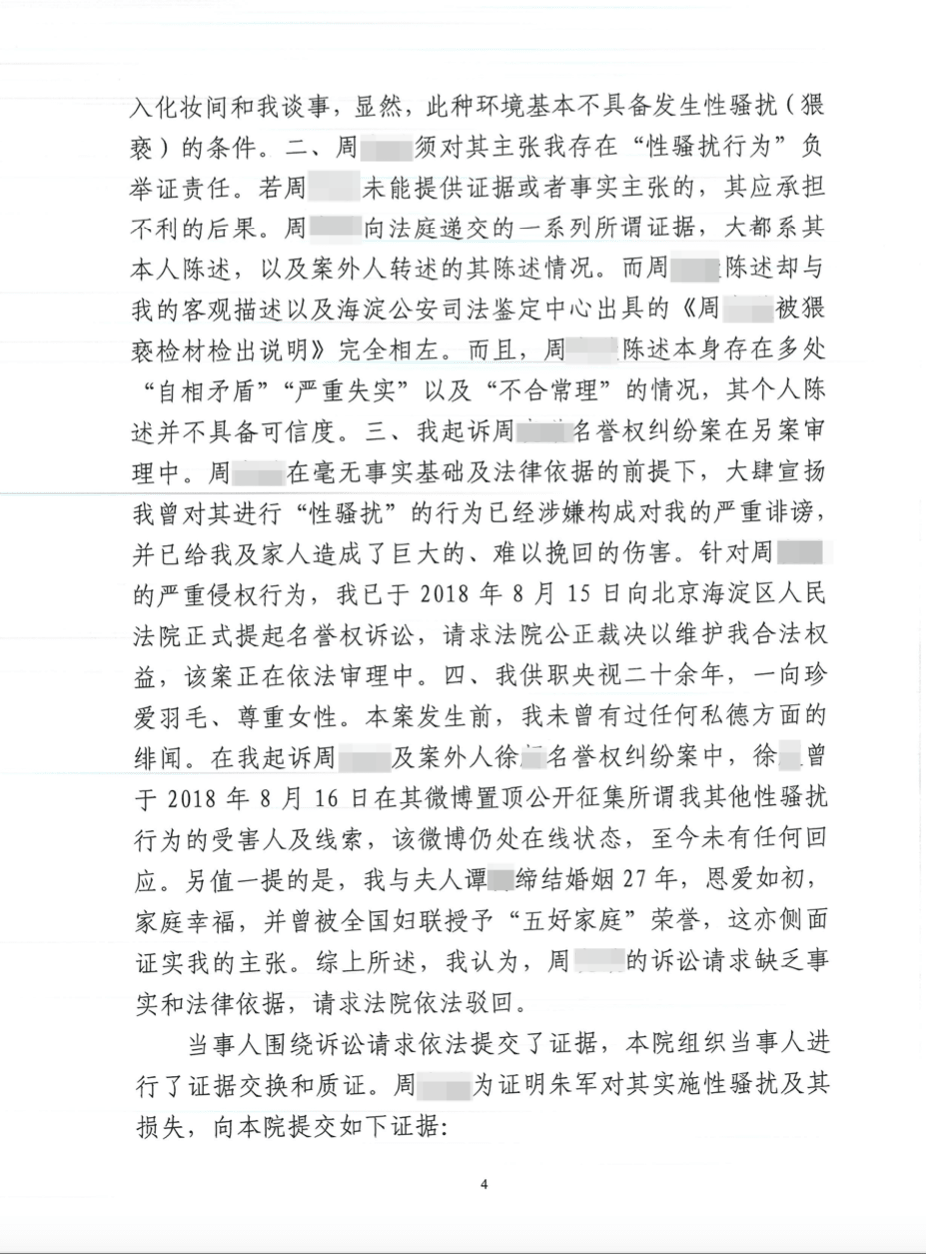 入化妆间和我谈事，显然，此种环境基本不具备发生性骚扰（猥
亵）的条件。二、周须对其主张我存在“性骚扰行为”负
举证责任。若周未能提供证据或者事实主张的，其应承担
不利的后果。周向法庭递交的一系列所谓证据，大都系其
本人陈述，以及案外人转述的其陈述情况。而周陈述却与
我的客观描述以及海淀公安司法鉴定中心出具的《周被猥
亵检材检出说明》完全相左。而且，周陈述本身存在多处
“自相矛盾”“严重失实”以及“不合常理”的情况，其个人陈
述并不具备可信度。三、我起诉周名誉权纠纷案在另案审
理中。周在毫无事实基础及法律依据的前提下，大肆宣扬
我曾对其进行“性骚扰”的行为已经涉嫌构成对我的严重诽谤，
并已给我及家人造成了巨大的、难以挽回的伤害。针对周
的严重侵权行为，我已于 2018 年 8 月 15 日向北京海淀区人民
法院正式提起名誉权诉讼，请求法院公正裁决以维护我合法权
益，该案正在依法审理中。四、我供职央视二十余年，一向珍
爱羽毛、尊重女性。本案发生前，我未曾有过任何私德方面的
绯闻。在我起诉周及案外人徐名誉权纠纷案中，徐曾
于 2018 年 8 月 16 日在其微博置顶公开征集所谓我其他性骚扰
行为的受害人及线索，该微博仍处在线状态，至今未有任何回
应。另值一提的是，我与夫人谭缔结婚姻 27 年，恩爱如初，
家庭幸福，并曾被全国妇联授予“五好家庭”荣誉，这亦侧面
证实我的主张。综上所述，我认为，周的诉讼请求缺乏事
实和法律依据，请求法院依法驳回。
当事人围绕诉讼请求依法提交了证据，本院组织当事人进
行了证据交换和质证。周为证明朱军对其实施性骚扰及其
损失，向本院提交如下证据：
4